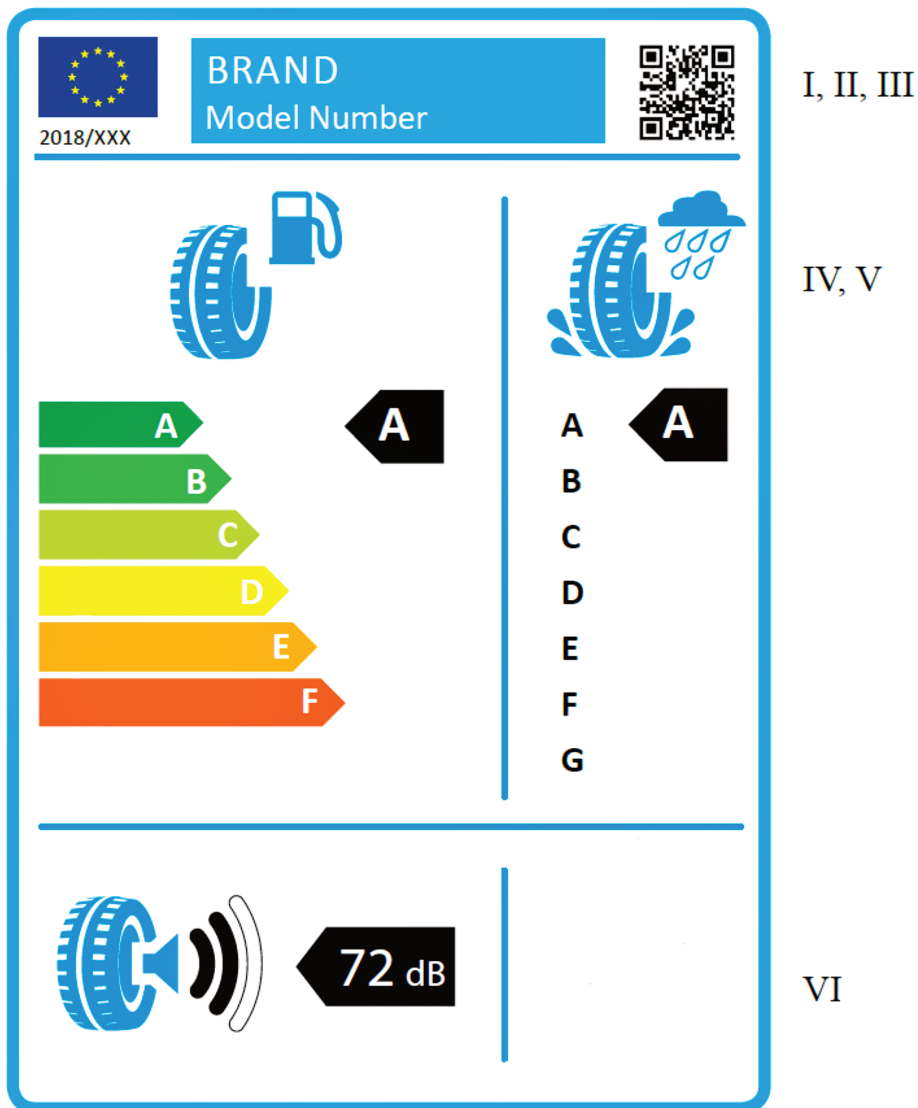 BRAND
Model Number
2018/XXX
I, II, III
IV, V
A
B
C
D
E
F
A
A
B
C
D
E
F
G
A
72 dB
VI